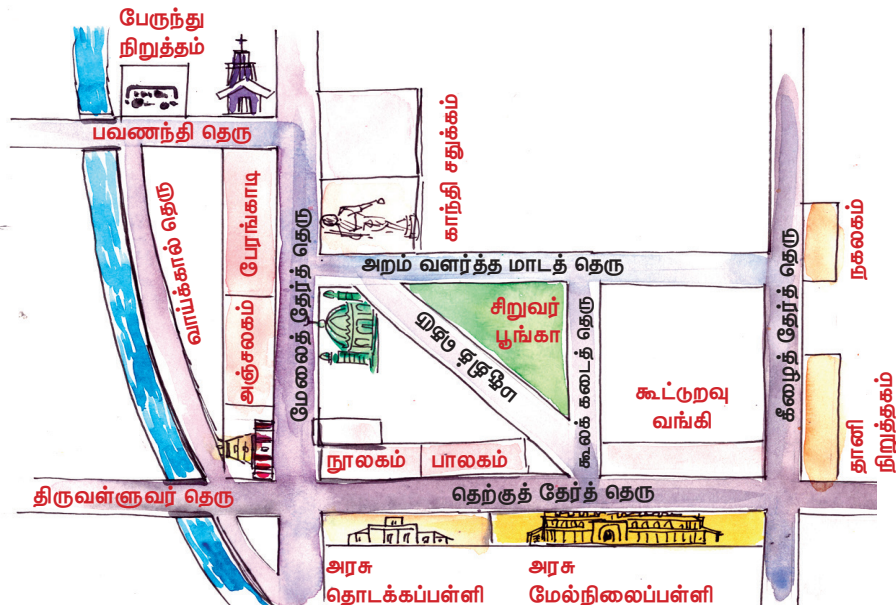 பேருந்து
நிறுத்தம்
பவணந்தி தெரு
காந்தி சதுக்கம்
வாய்க்கால் தெரு
பேரங்காடி
மேலைத் தேர்த் தெரு
அறம் வளர்த்த மாடத் தெரு
நகலகம்
கீழைத் தேர்த் தெரு
சிறுவர்
பூங்கா
மசூதித் தெரு
கூலக் கடைத் தெரு
அஞ்சலகம்
கூட்டுறவு
வங்கி
தானி
நிறுத்தகம்
நூலகம்
பாலகம்
திருவள்ளுவர் தெரு
தெற்குத் தேர்த் தெரு
அரசு
தொடக்கப்பள்ளி
அரசு
மேல்நிலைப்பள்ளி